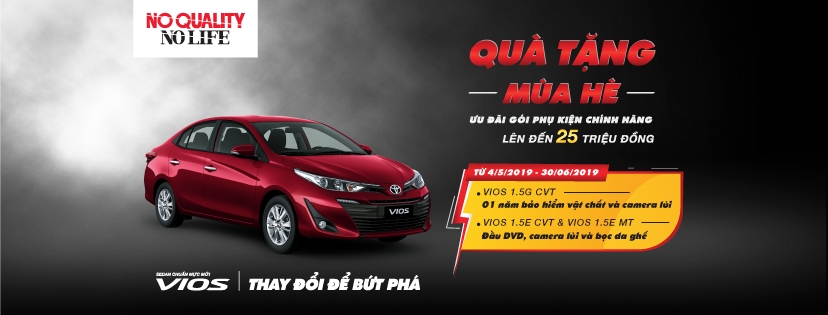 NO QUALITY
NO LIFE
QUÀ TẶNG
MÙA HÈ
ƯU ĐÃI GÓI PHỤ KIỆN CHÍNH HÃNG
LÊN ĐẾN 25 TRIỆU ĐỒNG
TỪ 4/5/2019 - 30/06/2019
• VIOS 1.5G CVT
01 năm bảo hiểm vật chất và camera lùi
• VIOS 1.5E CVT & VIOS 1.5E MT
Đầu DVD, camera lùi và bọc da ghế
VIOS
SEDAN CHUẨN MỰC MỚI
VIOS
THAY ĐỔI ĐỂ BỨT PHÁ